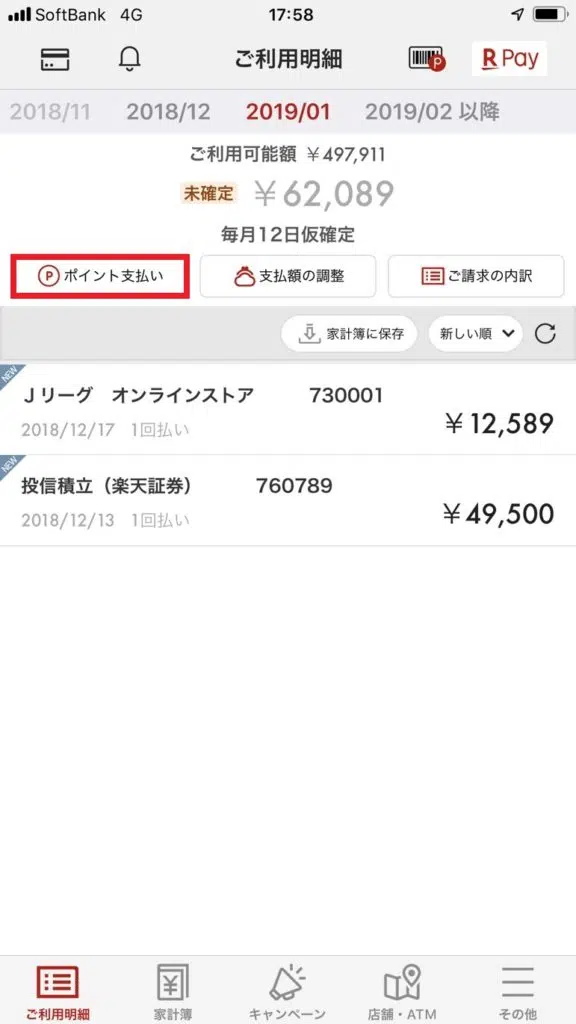 SoftBank 4G 17:58
ご利用明細 P R Pay
2018/11 2018/12 2019/01 2019/02 以降
ご利用可能額 ￥497,911
未確定 ￥62,089
毎月12日仮確定
P ポイント支払い 支払額の調整 ご請求の内訳
家計簿に保存 新しい順
NEW
Ｊリーグ　オンラインストア 730001
2018/12/17 1回払い ￥12,589
NEW
投信積立（楽天証券） 760789
2018/12/13 1回払い ￥49,500
ご利用明細 家計簿 キャンペーン 店舗・ATM その他